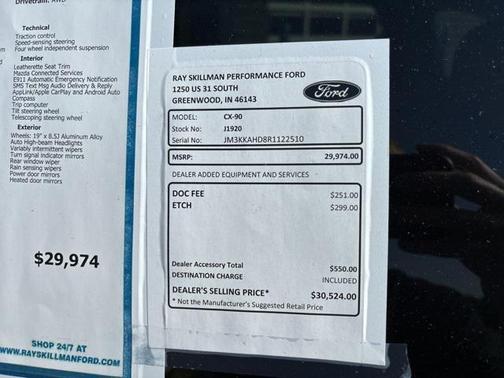 Drivetrain: AWD
Technical
Traction control
Speed-sensing steering
Four wheel independent suspension
Interior
Leatherette Seat Trim
Mazda Connected Services
E911 Automatic Emergency Notification
SMS Text Msg Audio Delivery & Reply
AppLink/Apple CarPlay and Android Auto
Compass
Trip computer
Tilt steering wheel
Telescoping steering wheel
Exterior
Wheels: 19" x 8.5J Aluminum Alloy
Auto High-beam Headlights
Variably intermittent wipers
Turn signal indicator mirrors
Rear window wiper
Rain sensing wipers
Power door mirrors
Heated door mirrors
$29,974
SHOP 24/7 AT
WWW.RAYSKILLMANFORD.COM
RAY SKILLMAN PERFORMANCE FORD
1250 US 31 SOUTH
GREENWOOD, IN 46143
Ford
MODEL: CX-90
Stock No: J1920
Serial No: JM3KKAHD8R1122510
MSRP: 29,974.00
DEALER ADDED EQUIPMENT AND SERVICES
DOC FEE $251.00
ETCH $299.00
Dealer Accessory Total $550.00
DESTINATION CHARGE INCLUDED
DEALER'S SELLING PRICE* $30,524.00
* Not the Manufacturer's Suggested Retail Price